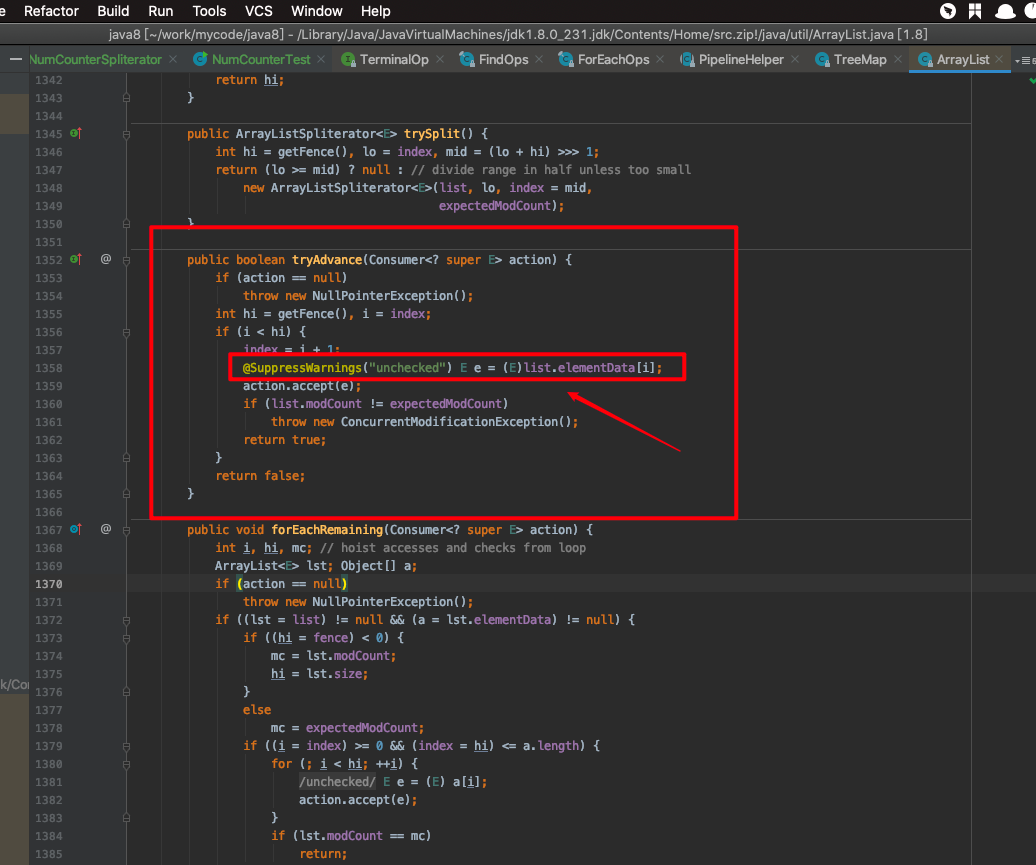 Refactor Build Run Tools VCS Window Help
java8 [~/work/mycode/java8] - /Library/Java/JavaVirtualMachines/jdk1.8.0_231.jdk/Contents/Home/src.zip!/java/util/ArrayList.java [1.8]
NumCounterSpliterator × NumCounterTest × TerminalOp × FindOps × ForEachOps × PipelineHelper × TreeMap × ArrayList ×
1342 return hi;
1343 }
1344
1345 public ArrayListSpliterator<E> trySplit() {
1346 int hi = getFence(), lo = index, mid = (lo + hi) >>> 1;
1347 return (lo >= mid) ? null : // divide range in half unless too small
1348 new ArrayListSpliterator<E>(list, lo, index = mid,
1349 expectedModCount);
1350 }
1351
1352 @ public boolean tryAdvance(Consumer<? super E> action) {
1353 if (action == null)
1354 throw new NullPointerException();
1355 int hi = getFence(), i = index;
1356 if (i < hi) {
1357 index = i + 1;
1358 @SuppressWarnings("unchecked") E e = (E)list.elementData[i];
1359 action.accept(e);
1360 if (list.modCount != expectedModCount)
1361 throw new ConcurrentModificationException();
1362 return true;
1363 }
1364 return false;
1365 }
1366
1367 @ public void forEachRemaining(Consumer<? super E> action) {
1368 int i, hi, mc; // hoist accesses and checks from loop
1369 ArrayList<E> lst; Object[] a;
1370 if (action == null)
1371 throw new NullPointerException();
1372 if ((lst = list) != null && (a = lst.elementData) != null) {
1373 if ((hi = fence) < 0) {
1374 mc = lst.modCount;
1375 hi = lst.size;
1376 }
1377 else
1378 mc = expectedModCount;
1379 if ((i = index) >= 0 && (index = hi) <= a.length) {
1380 for (; i < hi; ++i) {
1381 /unchecked/ E e = (E) a[i];
1382 action.accept(e);
1383 }
1384 if (lst.modCount == mc)
1385 return;